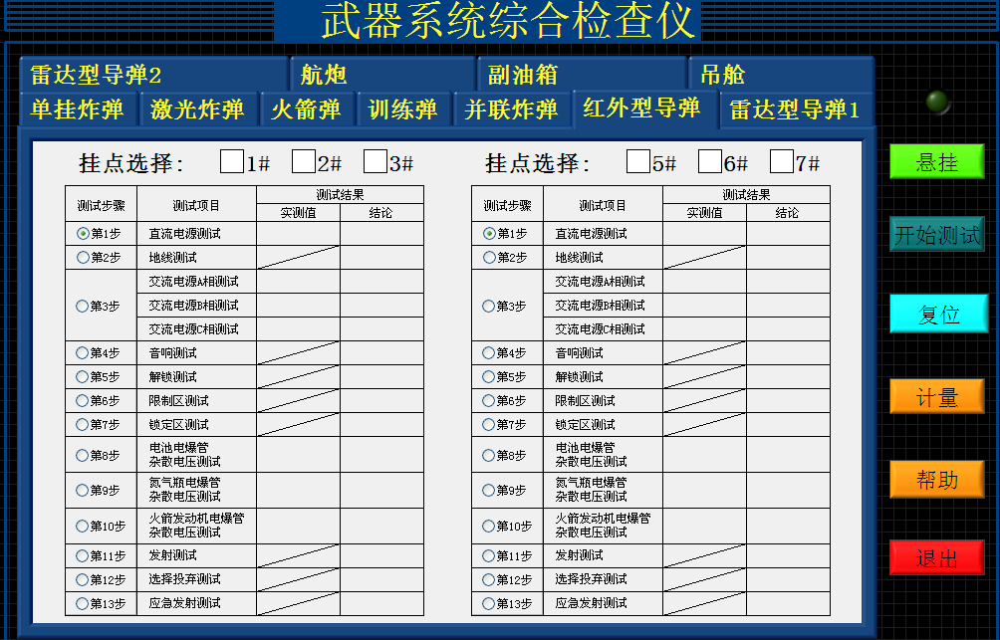 武器系统综合检查仪
雷达型导弹2 航炮 副油箱 吊舱
单挂炸弹 激光炸弹 火箭弹 训练弹 并联炸弹 红外型导弹 雷达型导弹1
挂点选择: 1# 2# 3#
测试步骤 测试项目 测试结果
实测值 结论
第1步 直流电源测试
第2步 地线测试
第3步 交流电源A相测试
交流电源B相测试
交流电源C相测试
第4步 音响测试
第5步 解锁测试
第6步 限制区测试
第7步 锁定区测试
第8步 电池电爆管
杂散电压测试
第9步 氮气瓶电爆管
杂散电压测试
第10步 火箭发动机电爆管
杂散电压测试
第11步 发射测试
第12步 选择投弃测试
第13步 应急发射测试
挂点选择: 5# 6# 7#
测试步骤 测试项目 测试结果
实测值 结论
第1步 直流电源测试
第2步 地线测试
第3步 交流电源A相测试
交流电源B相测试
交流电源C相测试
第4步 音响测试
第5步 解锁测试
第6步 限制区测试
第7步 锁定区测试
第8步 电池电爆管
杂散电压测试
第9步 氮气瓶电爆管
杂散电压测试
第10步 火箭发动机电爆管
杂散电压测试
第11步 发射测试
第12步 选择投弃测试
第13步 应急发射测试
悬挂
开始测试
复位
计量
帮助
退出